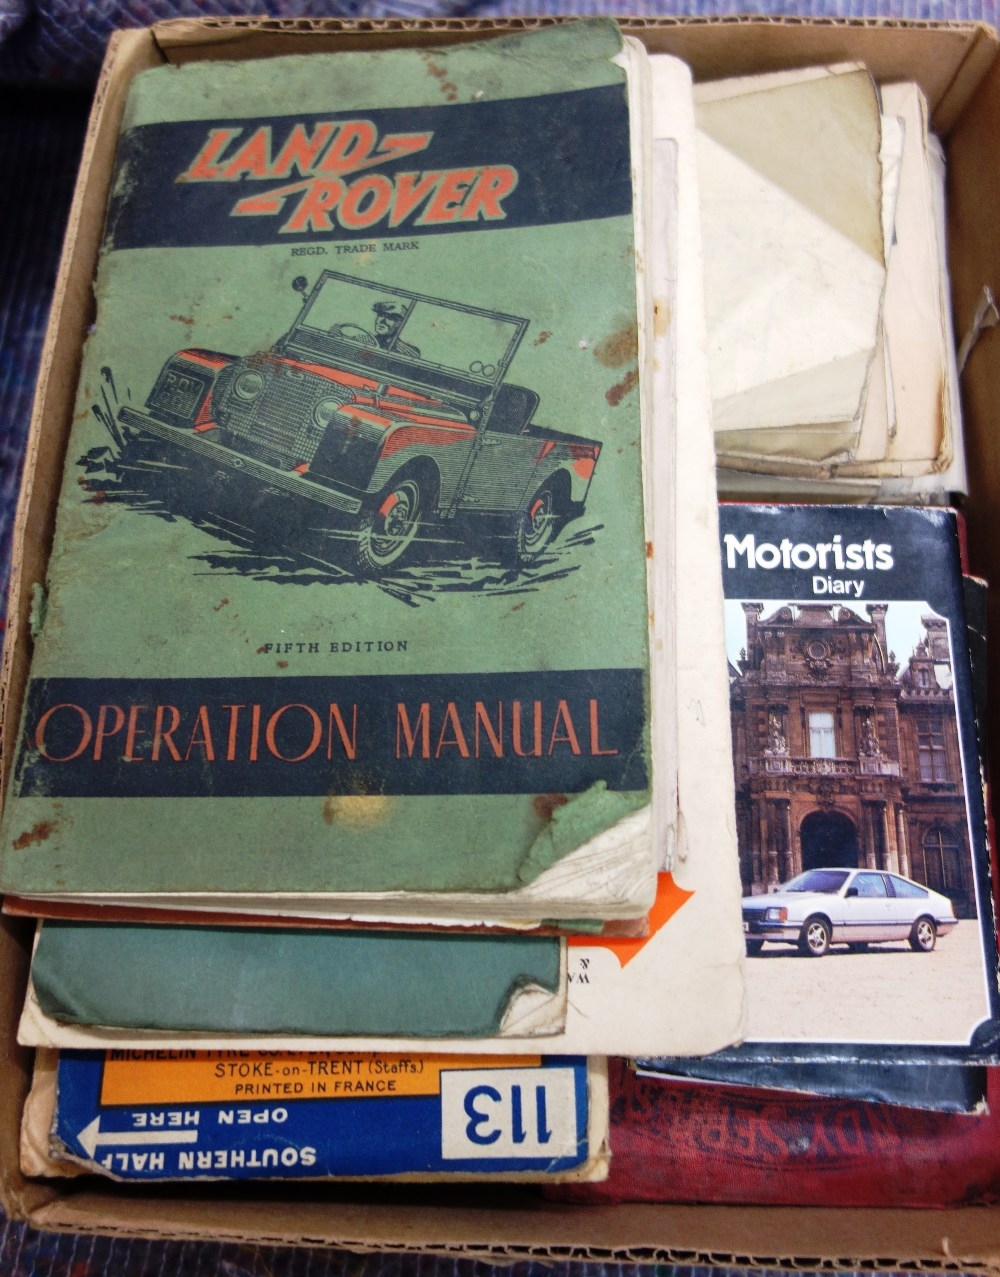 LAND
ROVER
REGD. TRADE MARK
FIFTH EDITION
OPERATION MANUAL
Motorists
Diary
&
STOKE-on-TRENT (Staffs.)
PRINTED IN FRANCE
113
OPEN HERE
SOUTHERN HALF